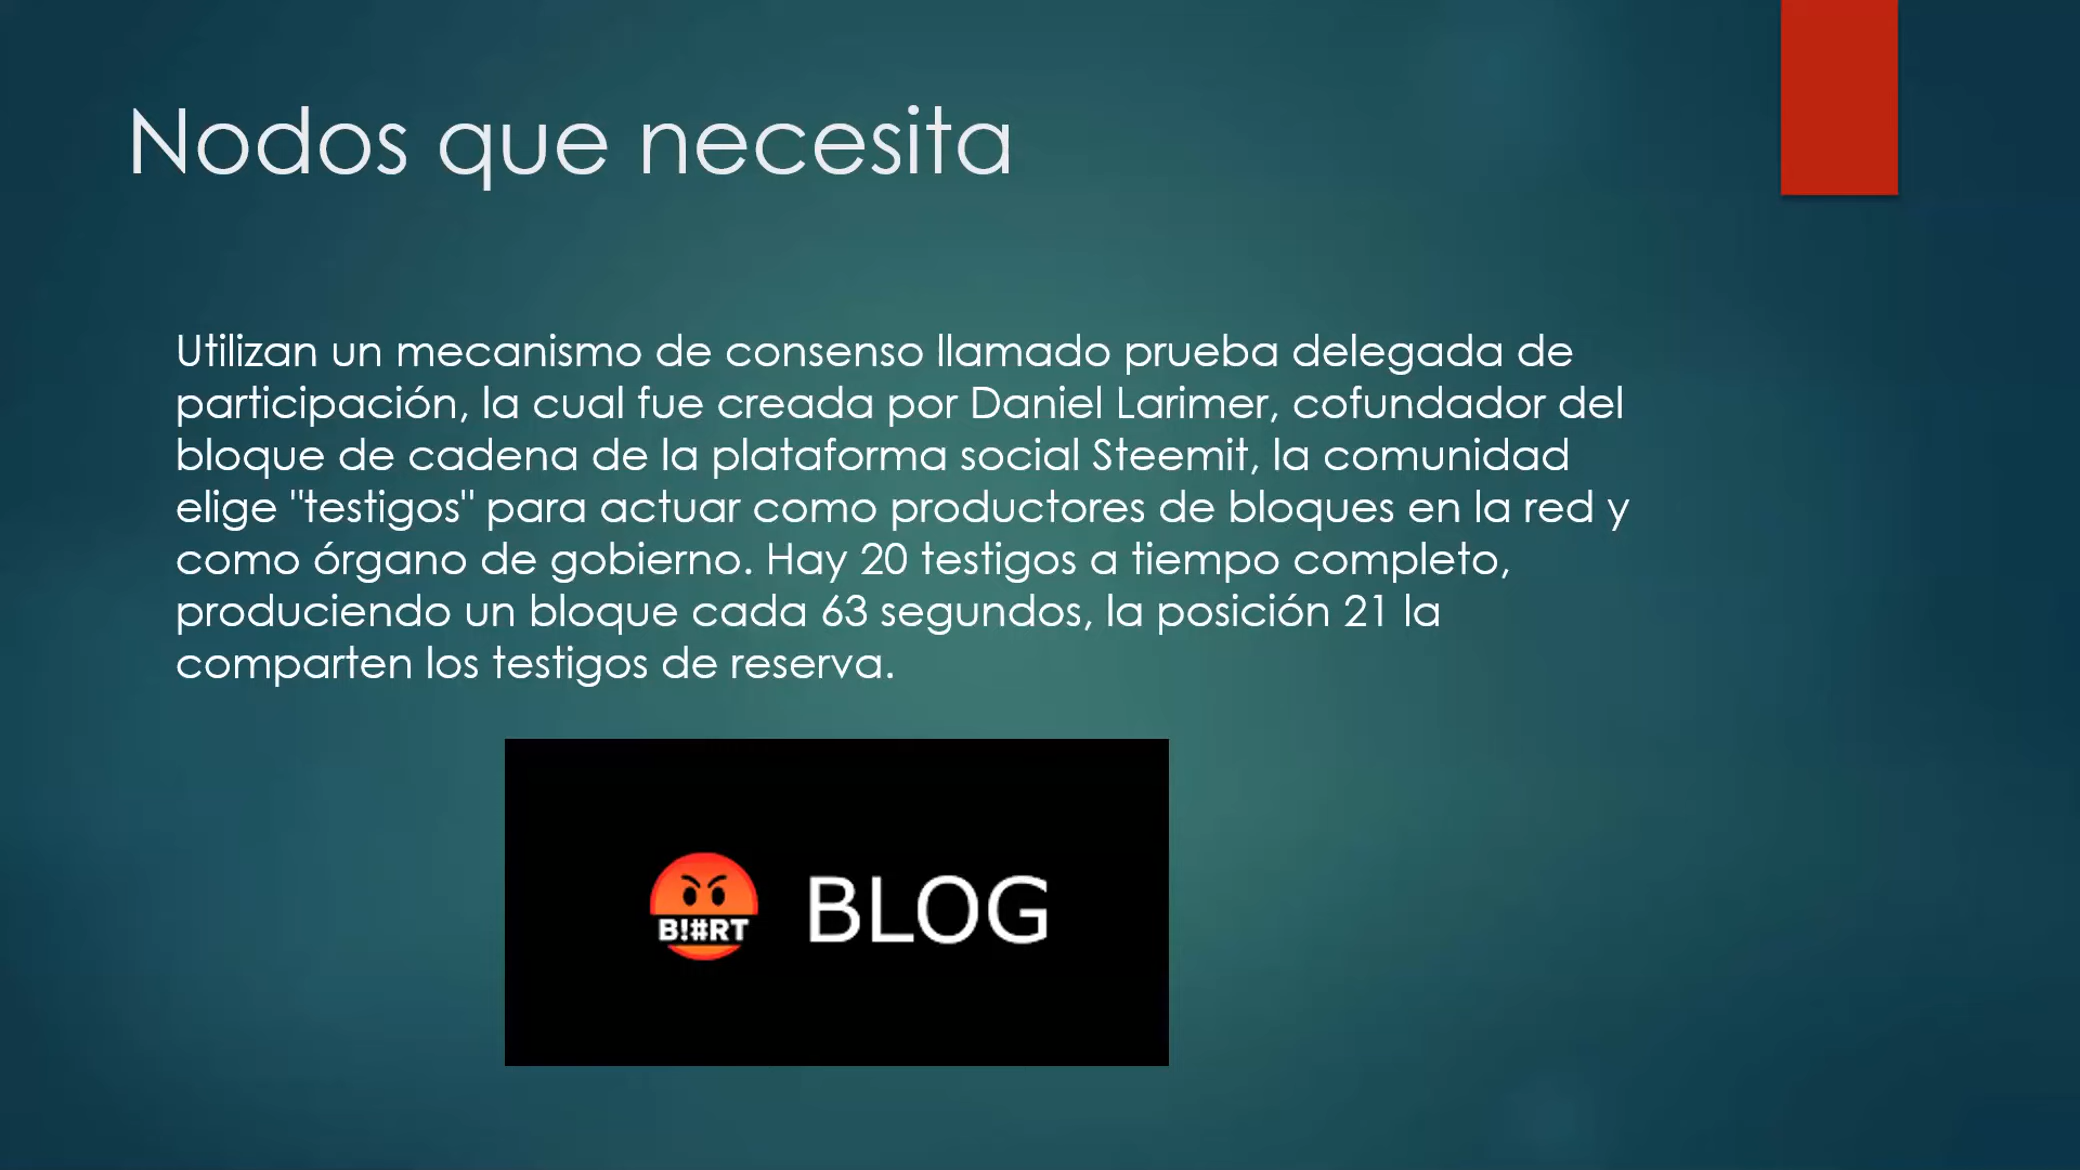 Nodos que necesita
Utilizan un mecanismo de consenso llamado prueba delegada de
participación, la cual fue creada por Daniel Larimer, cofundador del
bloque de cadena de la plataforma social Steemit, la comunidad
elige "testigos" para actuar como productores de bloques en la red y
como órgano de gobierno. Hay 20 testigos a tiempo completo,
produciendo un bloque cada 63 segundos, la posición 21 la
comparten los testigos de reserva.
B!#RT BLOG